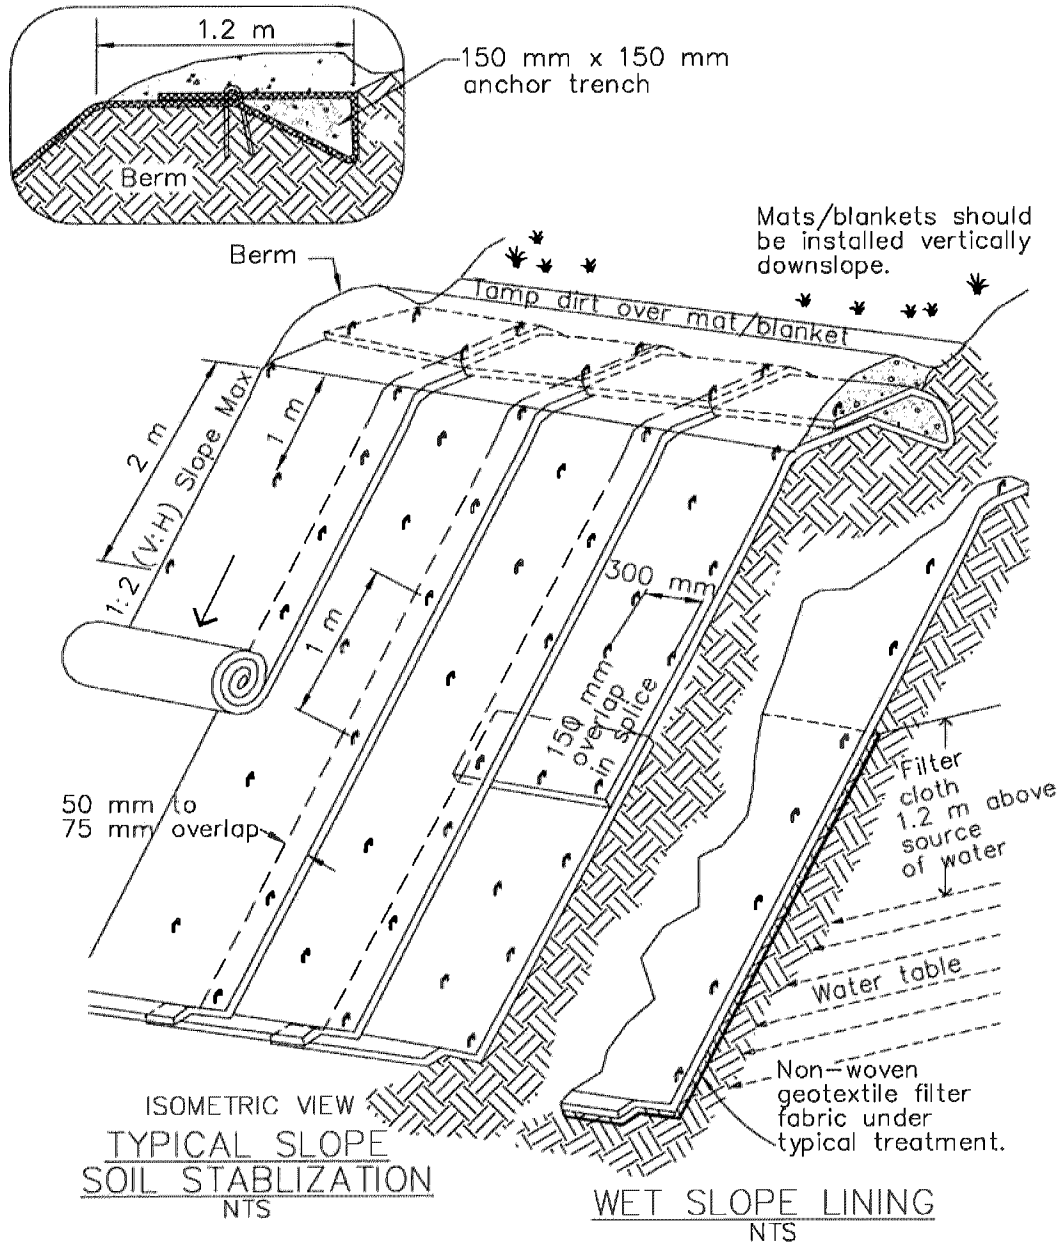 1.2 m
150 mm x 150 mm
anchor trench
Berm
Mats/blankets should
be installed vertically
downslope.
Berm
Tamp dirt over mat/blanket
2 m
1 m
1:2 (V:H) Slope Max
300 mm
1 m
150 mm
overlap
in splice
50 mm to
75 mm overlap
Filter
cloth
1.2 m above
source
of water
Water table
Non-woven
geotextile filter
fabric under
typical treatment.
ISOMETRIC VIEW
TYPICAL SLOPE
SOIL STABLIZATION
NTS
WET SLOPE LINING
NTS